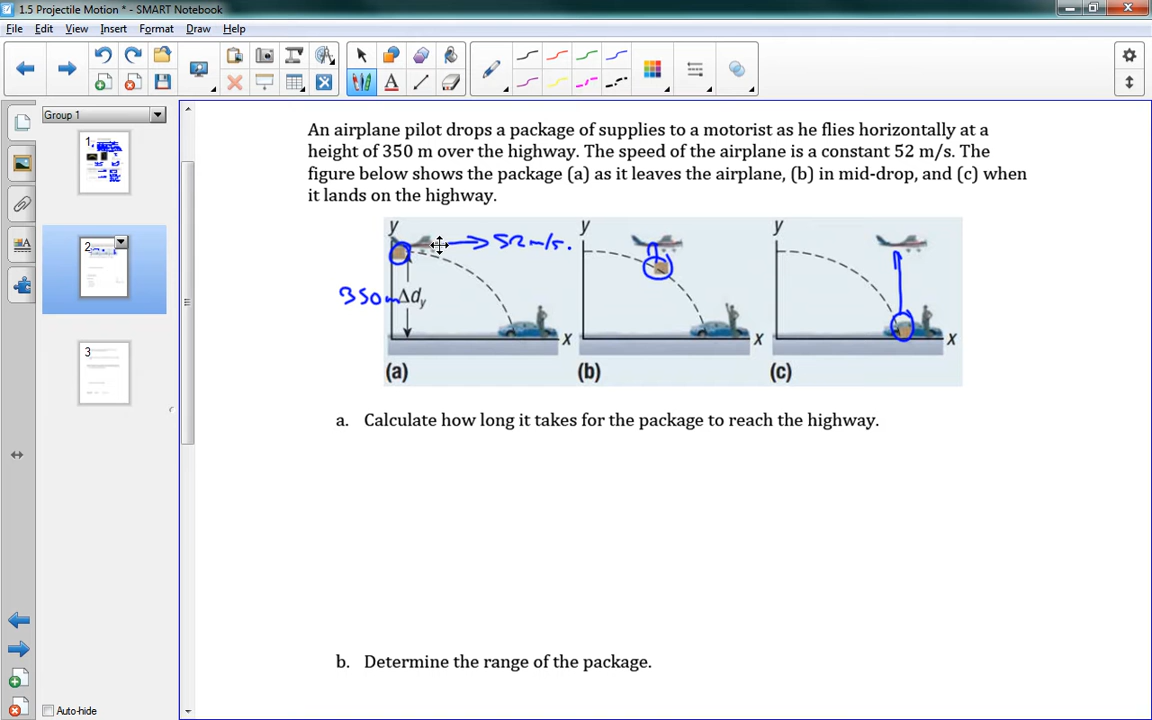 1.5 Projectile Motion * - SMART Notebook
File Edit View Insert Format Draw Help
Group 1
1
2
3
Auto-hide
An airplane pilot drops a package of supplies to a motorist as he flies horizontally at a
height of 350 m over the highway. The speed of the airplane is a constant 52 m/s. The
figure below shows the package (a) as it leaves the airplane, (b) in mid-drop, and (c) when
it lands on the highway.
y y y
52 m/s.
350m Δdy
x x x
(a) (b) (c)
a. Calculate how long it takes for the package to reach the highway.
b. Determine the range of the package.